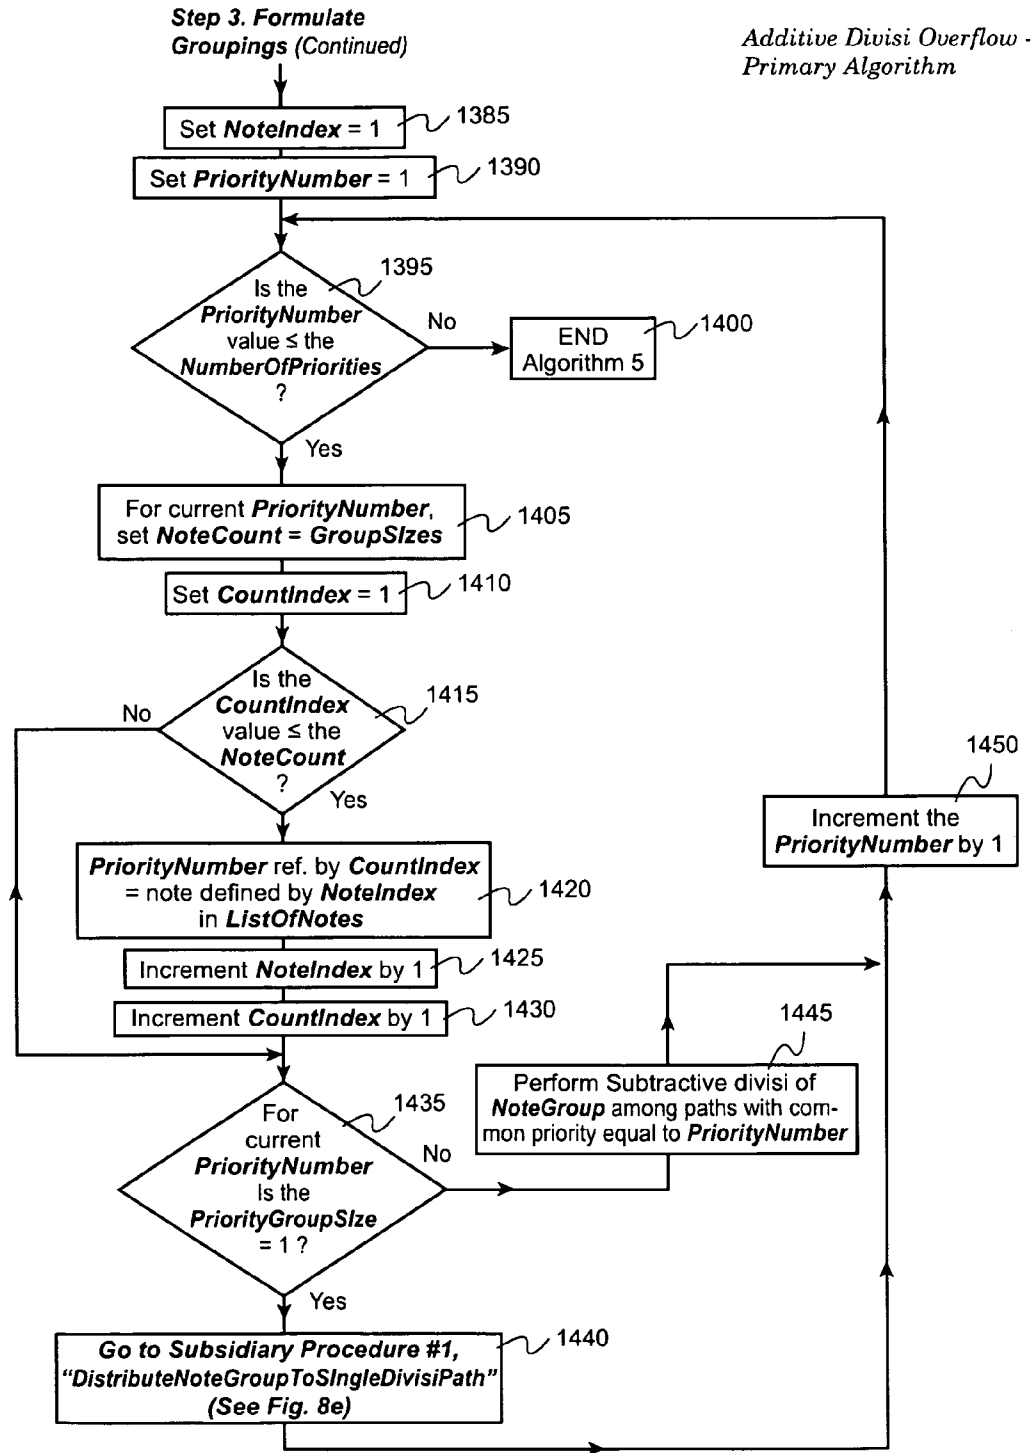 Step 3. Formulate
Groupings (Continued)
Additive Divisi Overflow -
Primary Algorithm
Set NoteIndex = 1
1385
Set PriorityNumber = 1
1390
1395
Is the
PriorityNumber
value ≤ the
NumberOfPriorities
?
No
END
Algorithm 5
1400
Yes
For current PriorityNumber,
set NoteCount = GroupSIzes
1405
Set CountIndex = 1
1410
Is the
CountIndex
value ≤ the
NoteCount
?
1415
No
Yes
1450
Increment the
PriorityNumber by 1
PriorityNumber ref. by CountIndex
= note defined by NoteIndex
in ListOfNotes
1420
Increment NoteIndex by 1
1425
Increment CountIndex by 1
1430
1445
Perform Subtractive divisi of
NoteGroup among paths with com-
mon priority equal to PriorityNumber
1435
For
current
PriorityNumber
Is the
PriorityGroupSIze
= 1 ?
No
Yes
Go to Subsidiary Procedure #1,
“DistributeNoteGroupToSIngleDivisiPath”
(See Fig. 8e)
1440